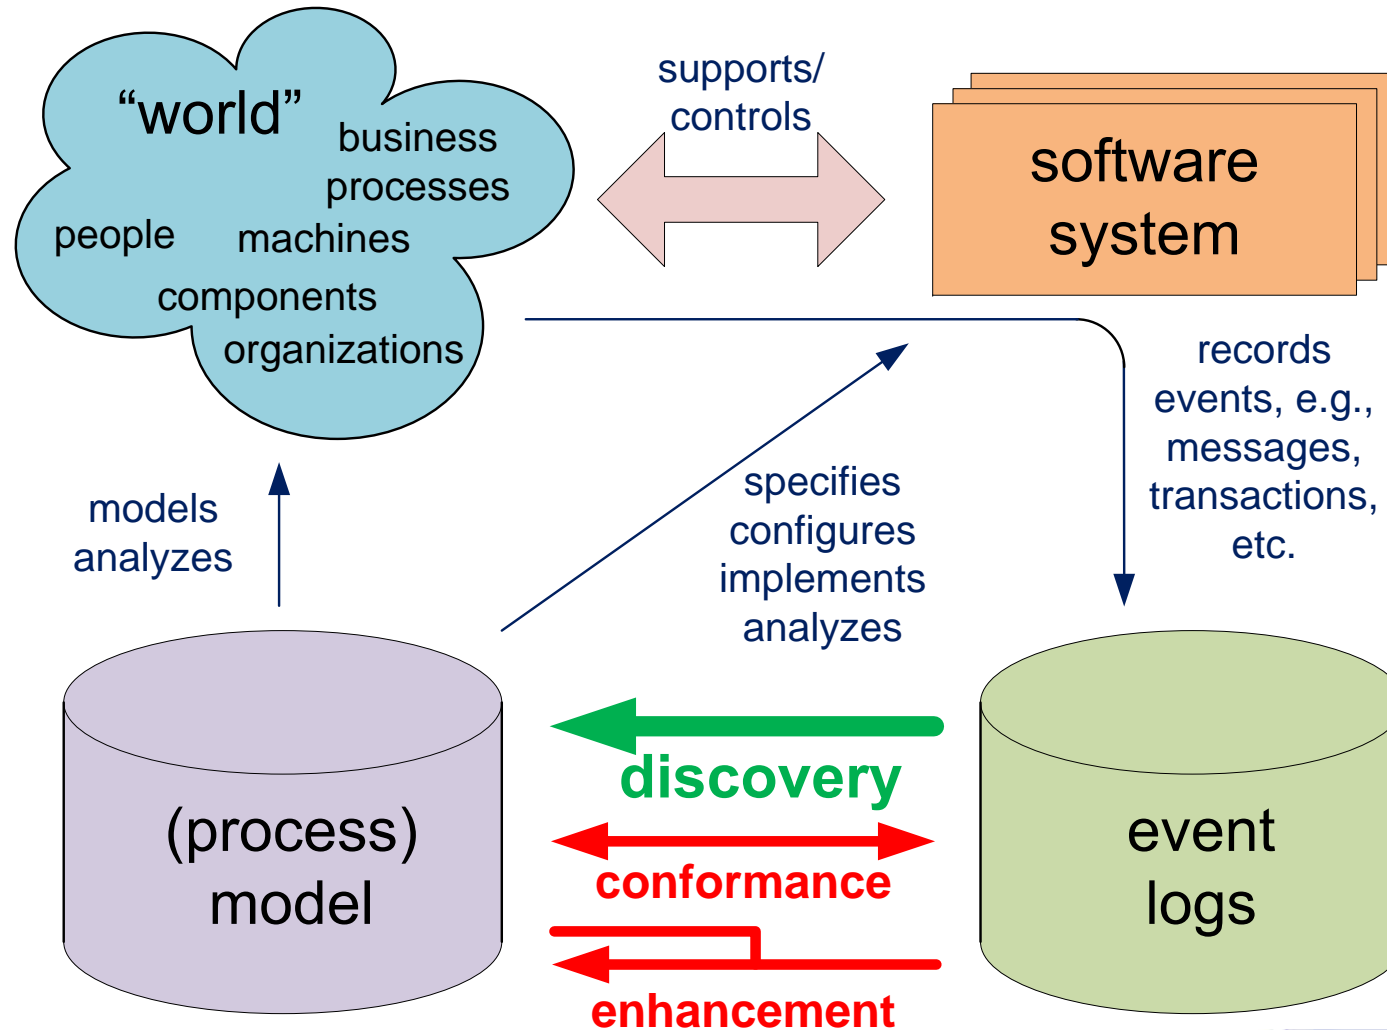 “world”
business
processes
people
machines
components
organizations
supports/
controls
software
system
records
events, e.g.,
messages,
transactions,
etc.
models
analyzes
specifies
configures
implements
analyzes
discovery
(process)
model
conformance
event
logs
enhancement